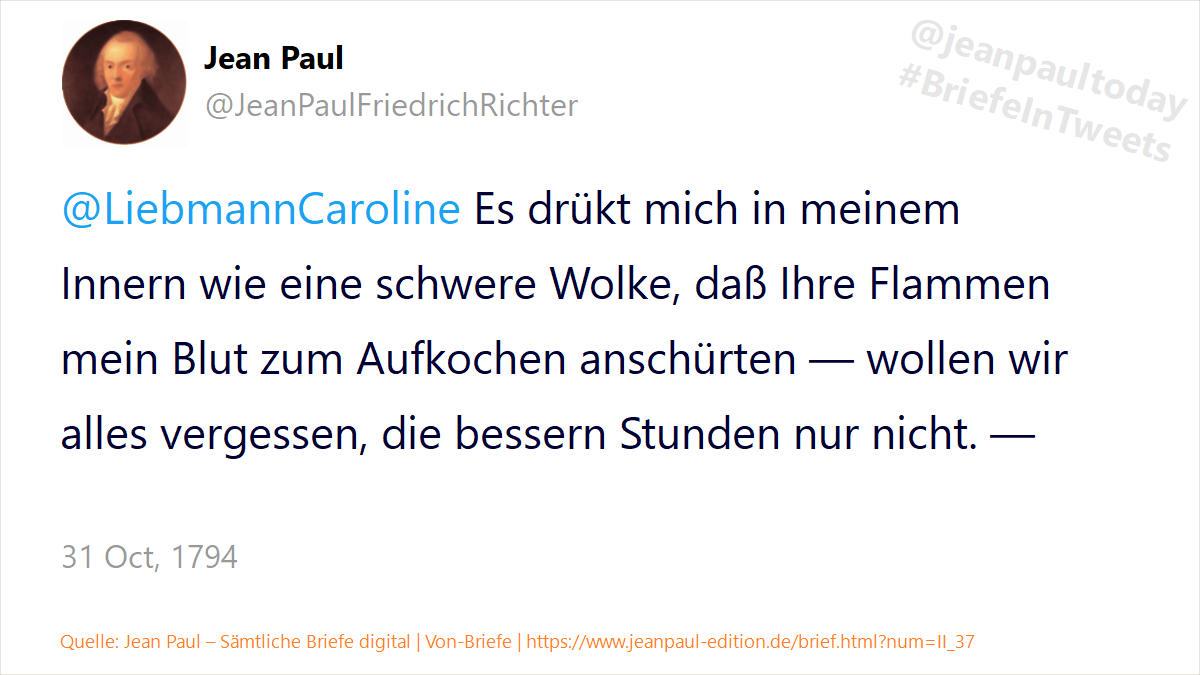 Jean Paul
@JeanPaulFriedrichRichter
@jeanpaultoday
#BriefeInTweets
@LiebmannCaroline Es drükt mich in meinem
Innern wie eine schwere Wolke, daß Ihre Flammen
mein Blut zum Aufkochen anschürten — wollen wir
alles vergessen, die bessern Stunden nur nicht. —
31 Oct, 1794
Quelle: Jean Paul – Sämtliche Briefe digital | Von-Briefe | https://www.jeanpaul-edition.de/brief.html?num=II_37